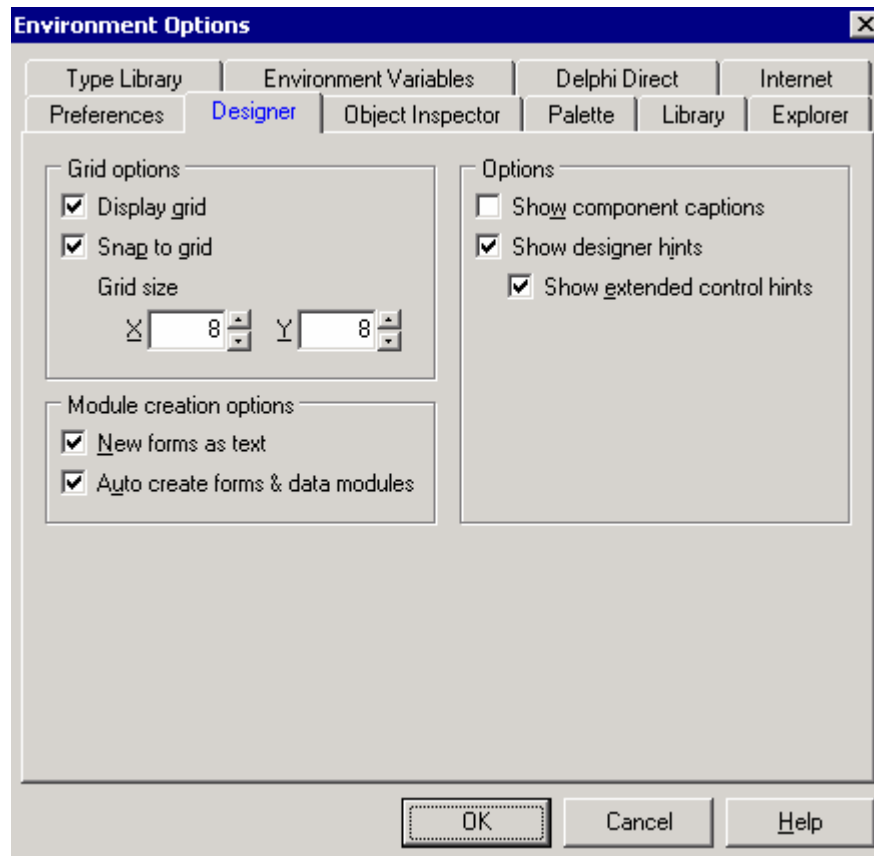 Environment Options
Type Library Environment Variables Delphi Direct Internet
Preferences Designer Object Inspector Palette Library Explorer
Grid options
Display grid
Snap to grid
Grid size
X 8 Y 8
Module creation options
New forms as text
Auto create forms & data modules
Options
Show component captions
Show designer hints
Show extended control hints
OK Cancel Help